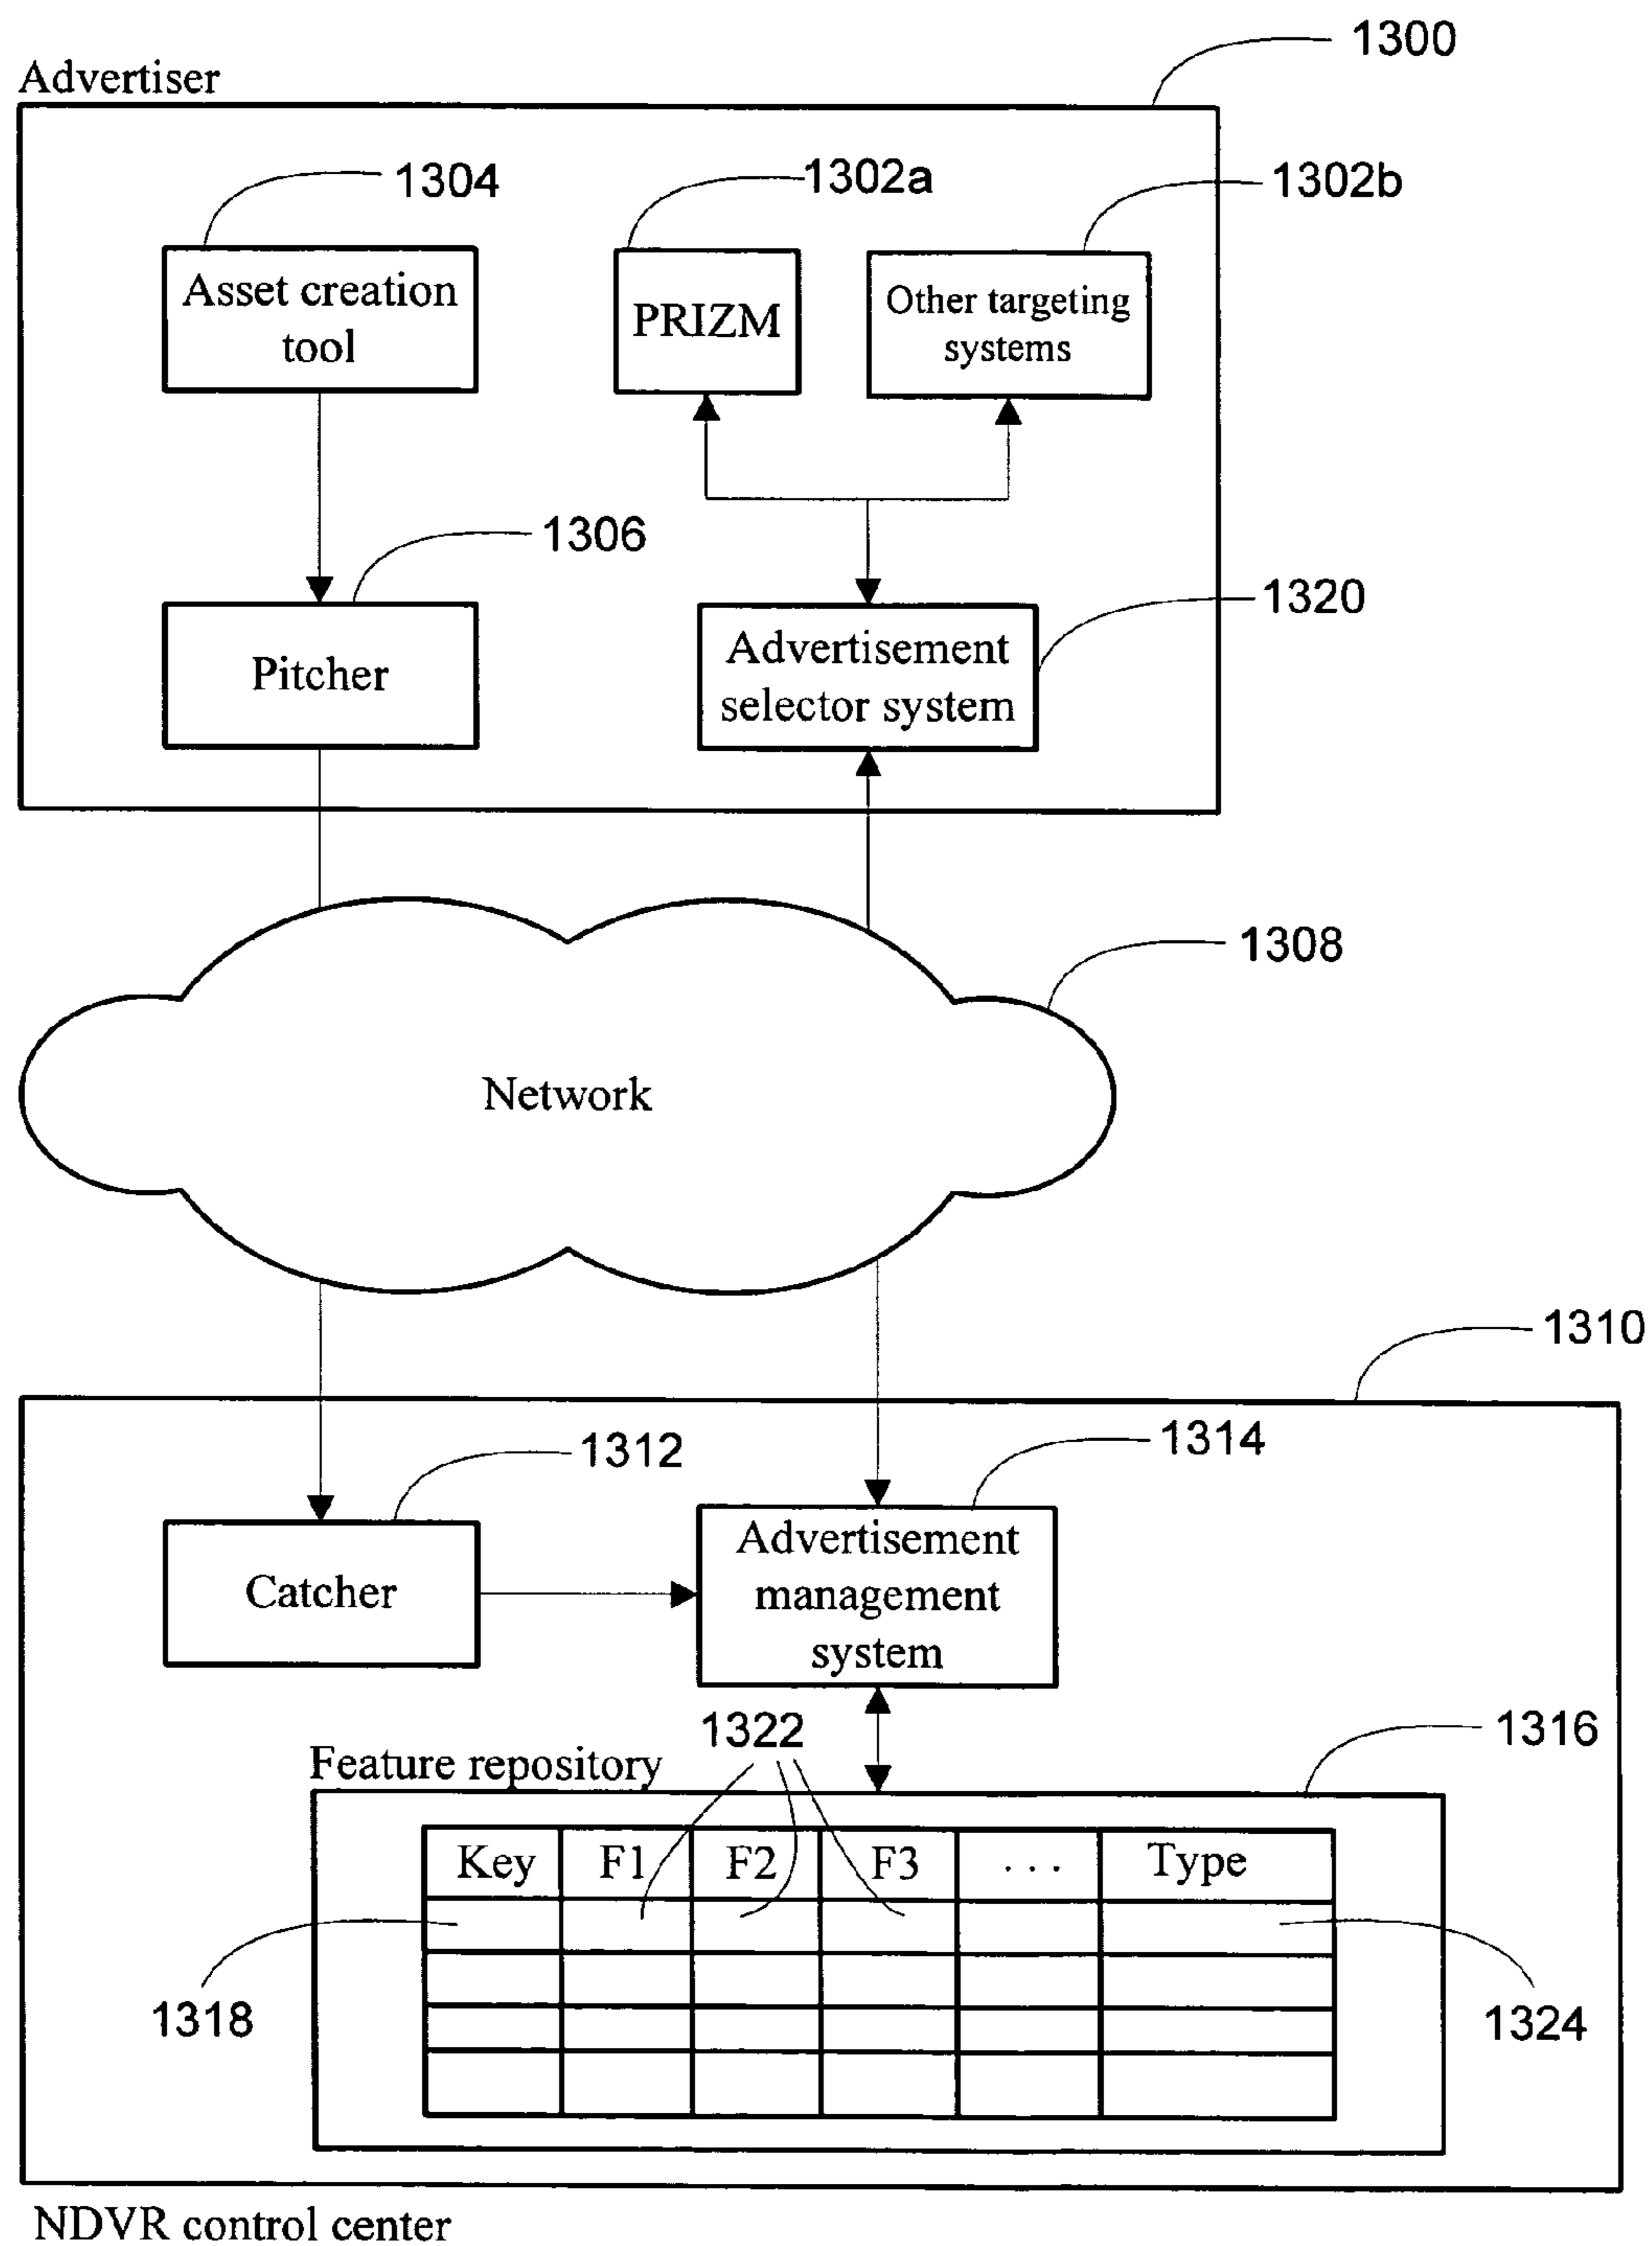 1300
Advertiser
1304
1302a
1302b
Asset creation
tool
PRIZM
Other targeting
systems
1306
1320
Pitcher
Advertisement
selector system
1308
Network
1310
1312
1314
Catcher
Advertisement
management
system
1322
1316
Feature repository
Key F1 F2 F3 ... Type
1318
1324
NDVR control center